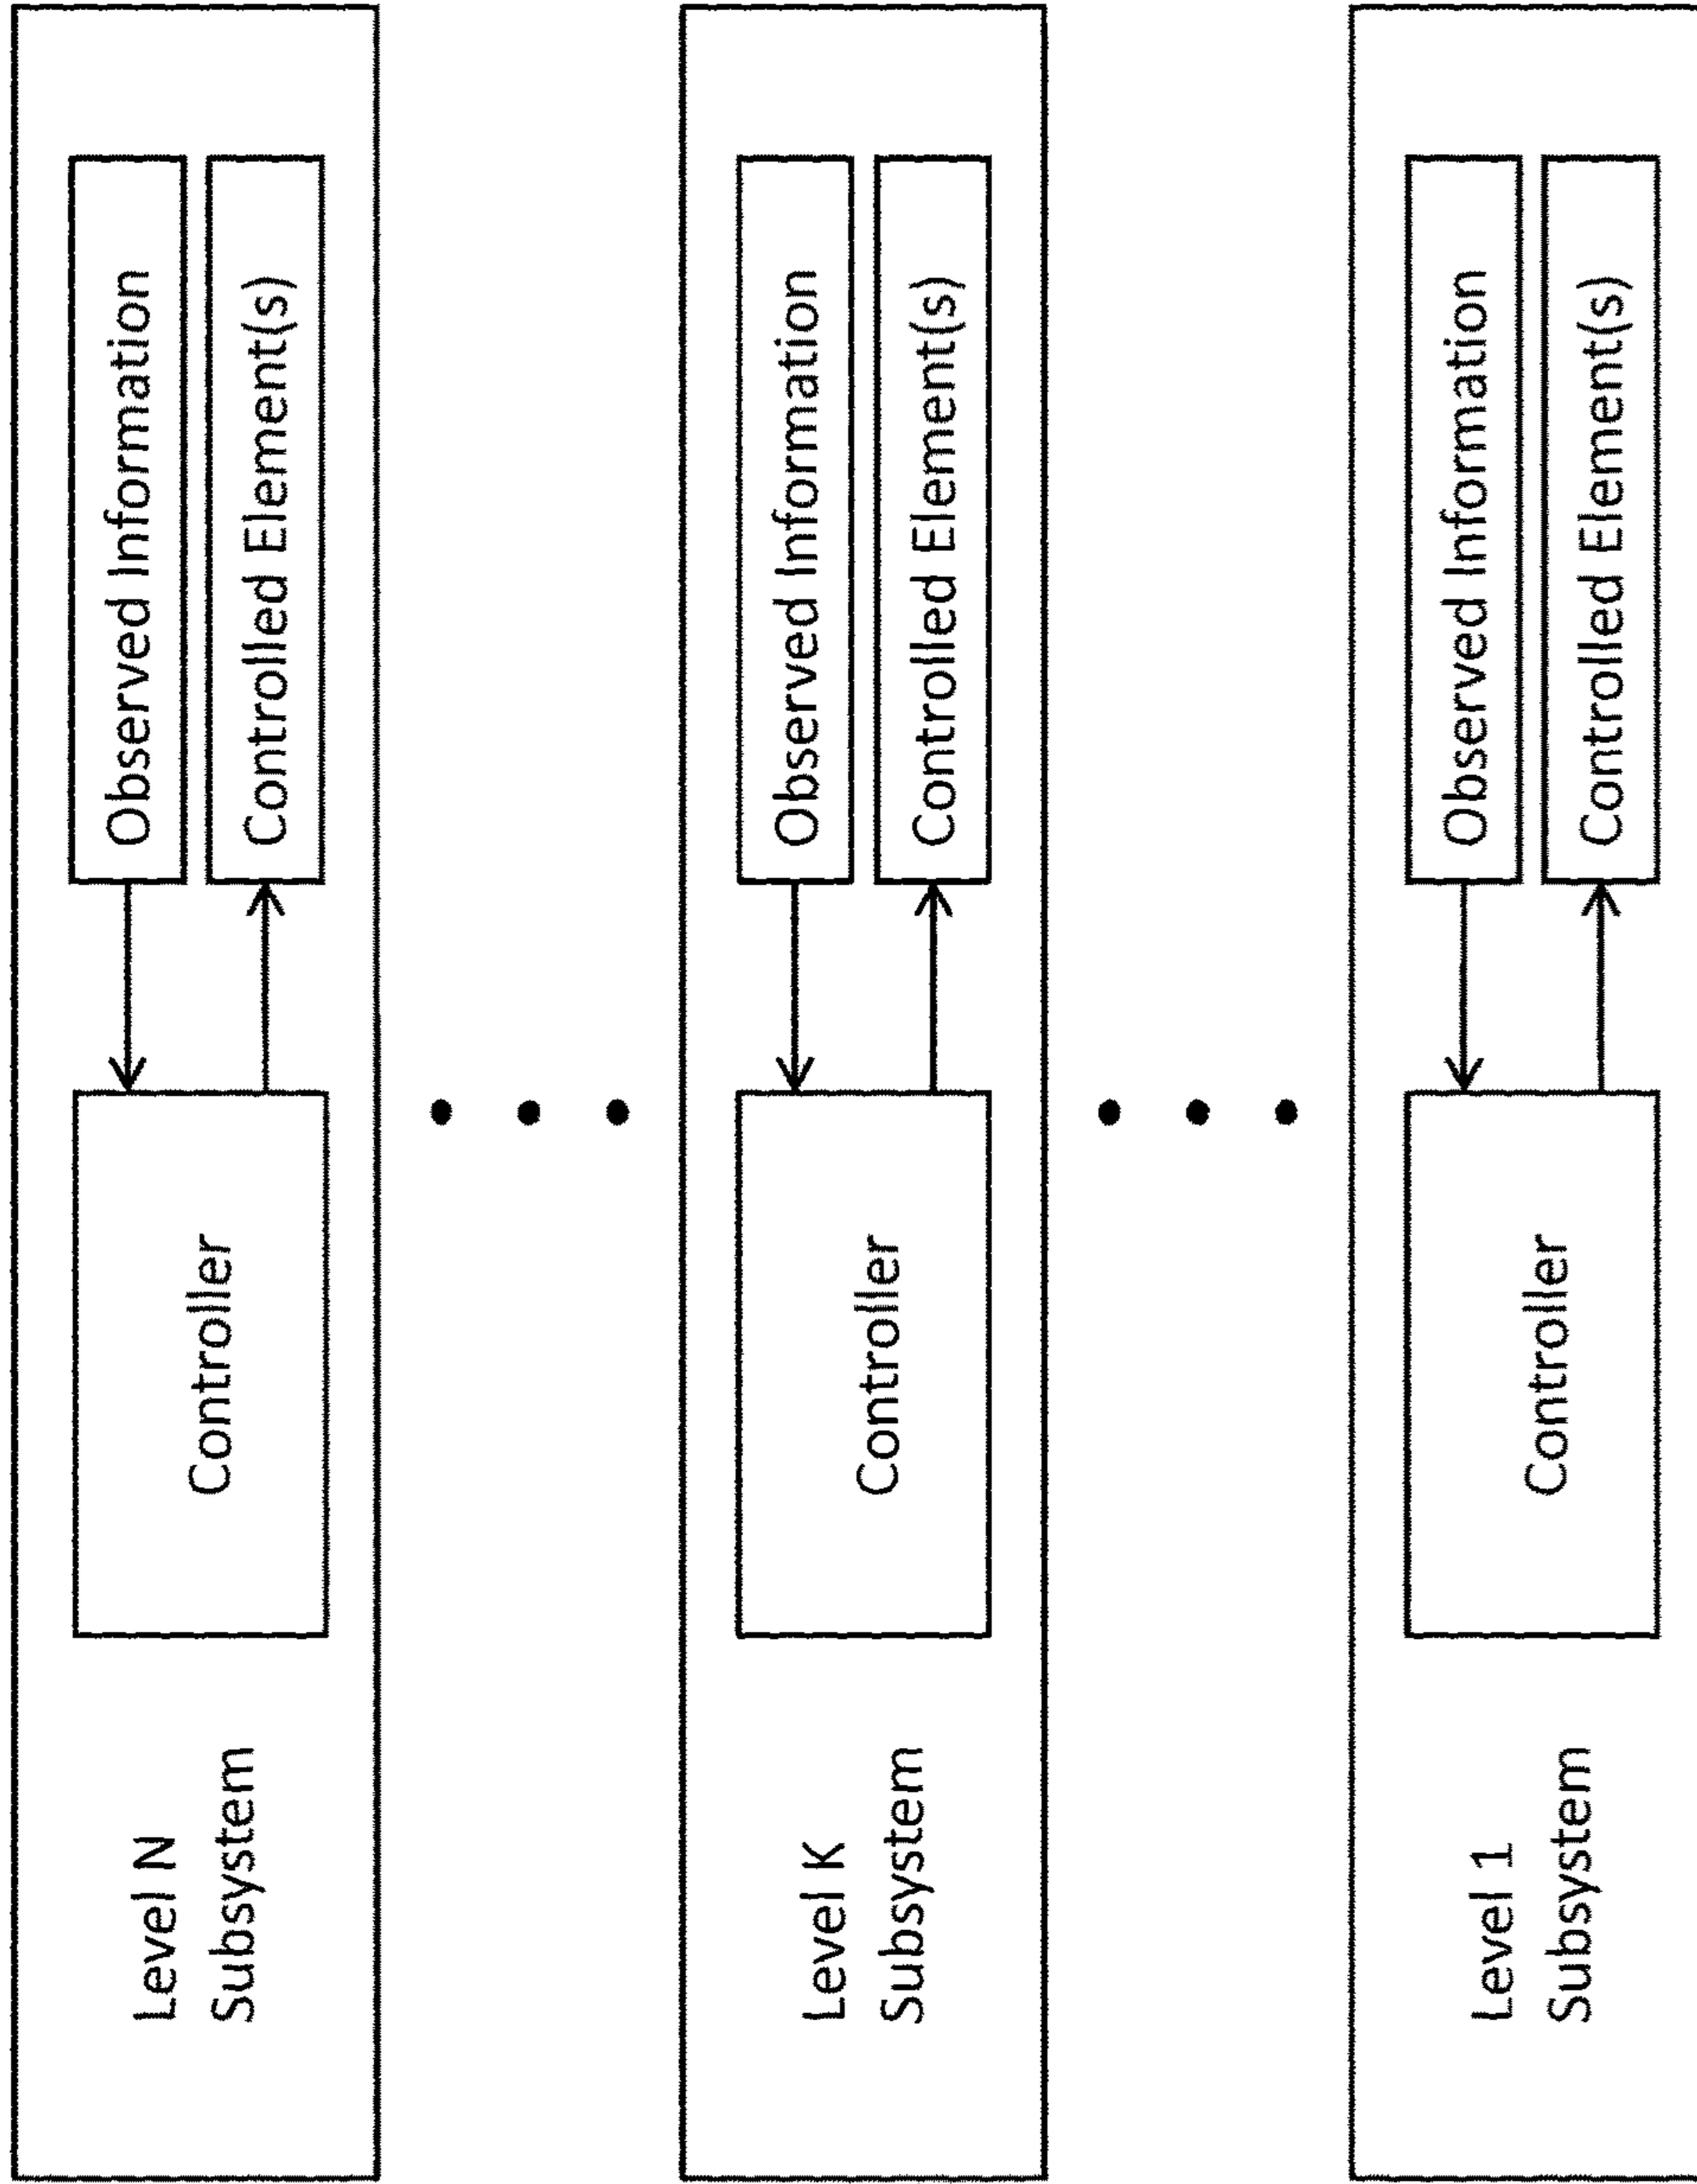 Level N
Subsystem
Controller
Observed Information
Controlled Element(s)
Level K
Subsystem
Controller
Observed Information
Controlled Element(s)
Level 1
Subsystem
Controller
Observed Information
Controlled Element(s)